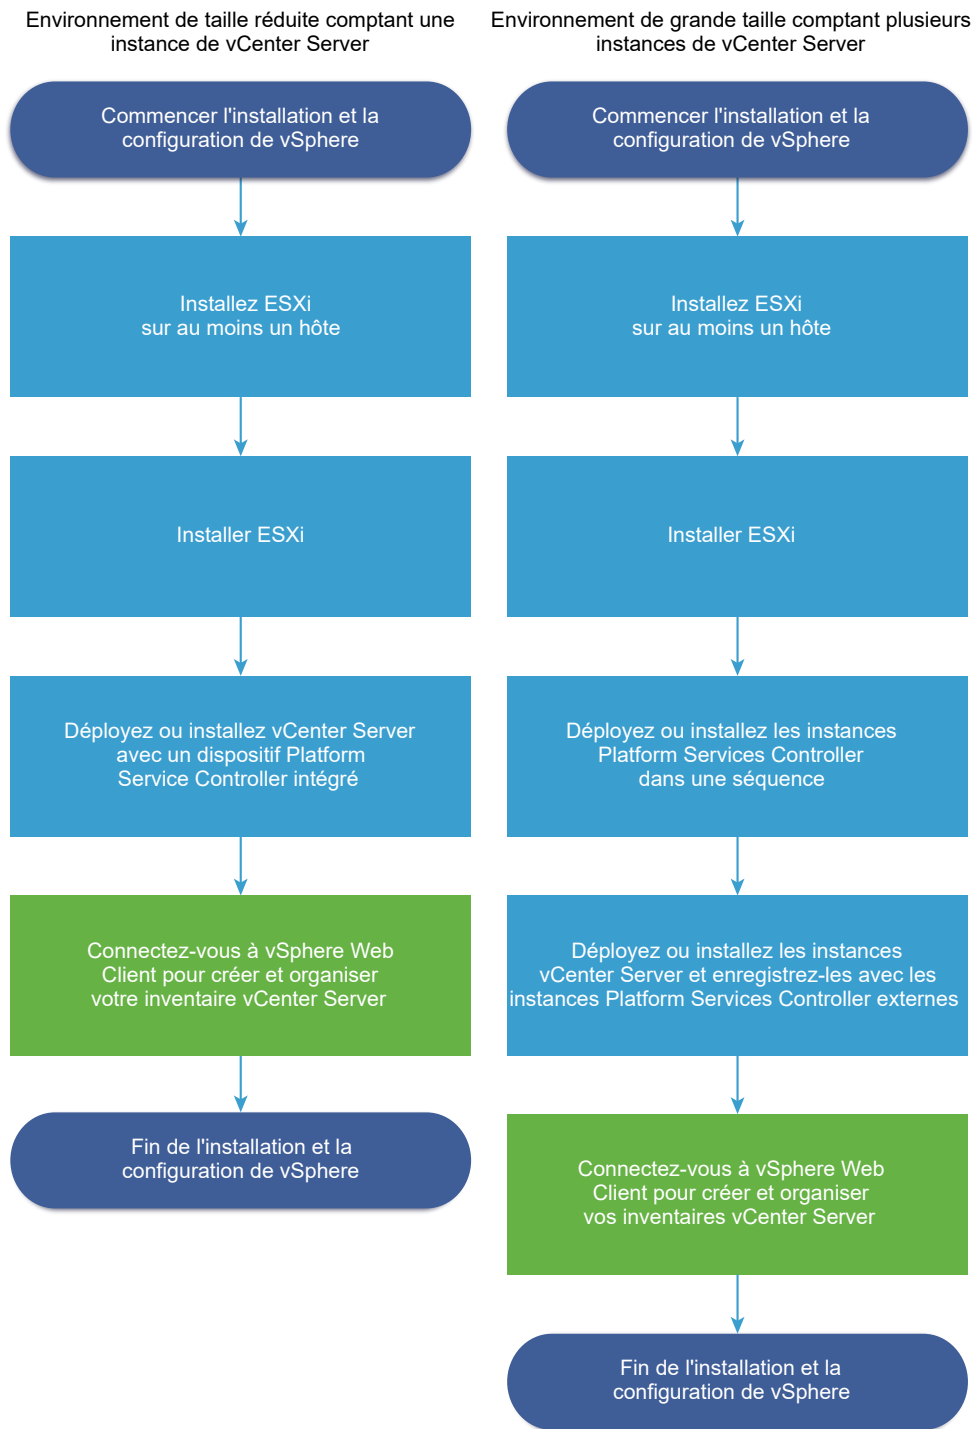 Environnement de taille réduite comptant une
instance de vCenter Server
Commencer l'installation et la
configuration de vSphere
Installez ESXi
sur au moins un hôte
Installer ESXi
Déployez ou installez vCenter Server
avec un dispositif Platform
Service Controller intégré
Connectez-vous à vSphere Web
Client pour créer et organiser
votre inventaire vCenter Server
Fin de l'installation et la
configuration de vSphere
Environnement de grande taille comptant plusieurs
instances de vCenter Server
Commencer l'installation et la
configuration de vSphere
Installez ESXi
sur au moins un hôte
Installer ESXi
Déployez ou installez les instances
Platform Services Controller
dans une séquence
Déployez ou installez les instances
vCenter Server et enregistrez-les avec les
instances Platform Services Controller externes
Connectez-vous à vSphere Web
Client pour créer et organiser
vos inventaires vCenter Server
Fin de l'installation et la
configuration de vSphere